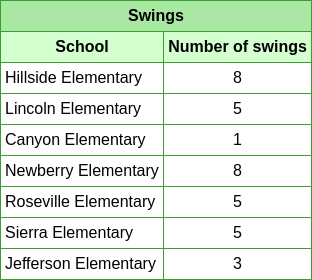 Swings
School Number of swings
Hillside Elementary 8
Lincoln Elementary 5
Canyon Elementary 1
Newberry Elementary 8
Roseville Elementary 5
Sierra Elementary 5
Jefferson Elementary 3